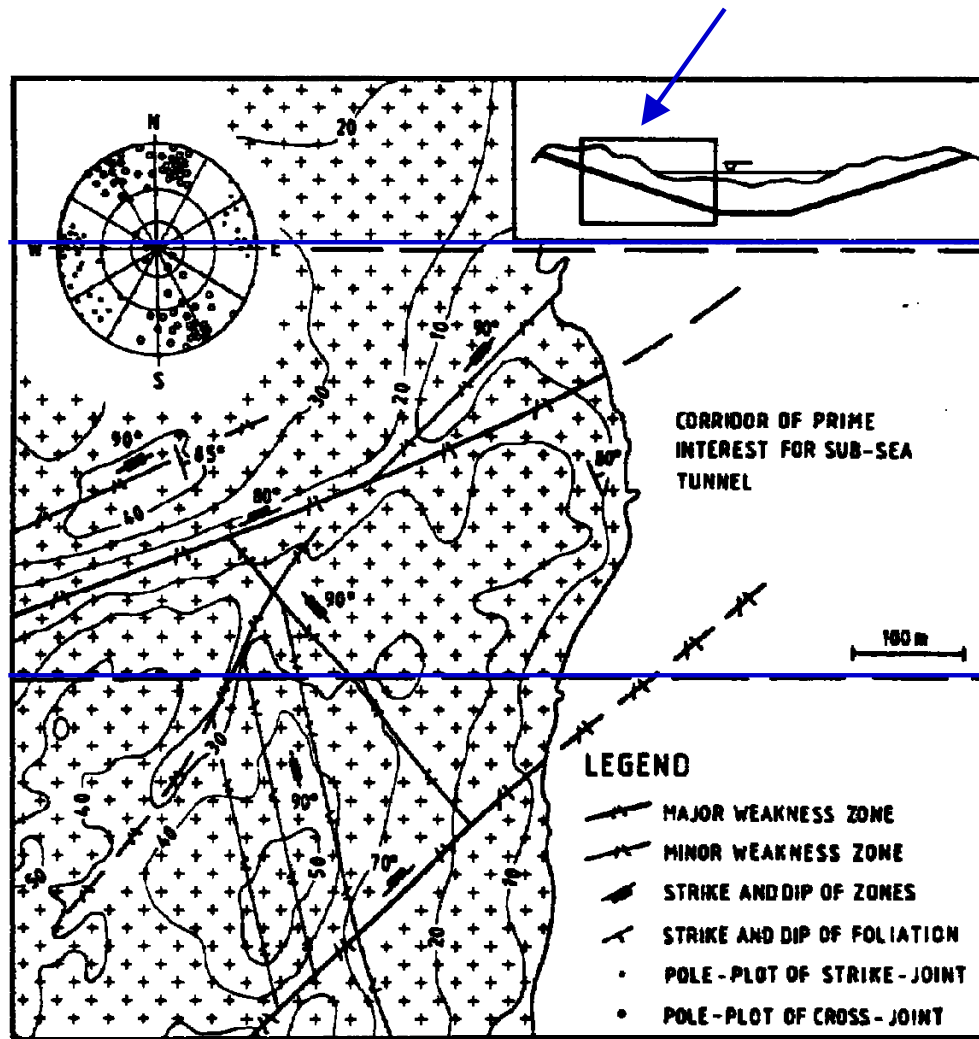 N
W
E
S
20
10
90°
20
30
CORRIDOR OF PRIME
INTEREST FOR SUB-SEA
TUNNEL
90°
85°
80°
80°
40
90°
100 m
30
40
40
50
90°
50
70°
20
10
LEGEND
MAJOR WEAKNESS ZONE
MINOR WEAKNESS ZONE
STRIKE AND DIP OF ZONES
STRIKE AND DIP OF FOLIATION
POLE-PLOT OF STRIKE-JOINT
POLE-PLOT OF CROSS-JOINT